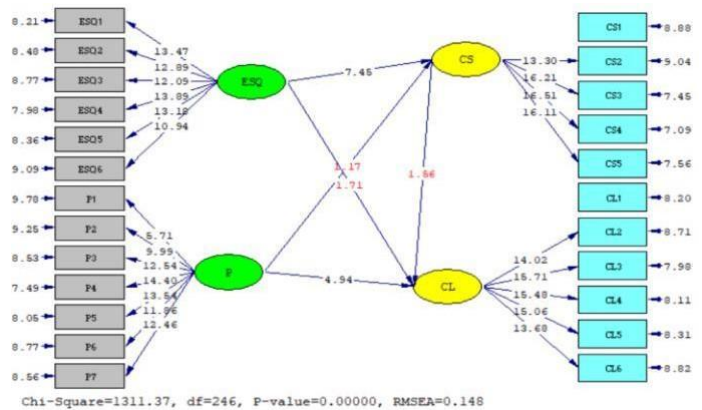 8.21 ESQ1
8.40 ESQ2
8.77 ESQ3
7.98 ESQ4
8.36 ESQ5
9.09 ESQ6
9.70 P1
9.25 P2
8.53 P3
7.49 P4
8.05 P5
8.77 P6
8.56 P7
13.47
12.89
12.09
13.89
13.18
10.94
5.71
9.99
12.54
14.40
13.54
11.86
12.46
ESQ
P
7.45
1.17
1.71
1.86
4.94
CS
CL
13.30
16.21
16.51
16.11
14.02
15.71
15.48
15.06
13.68
CS1 8.88
CS2 9.04
CS3 7.45
CS4 7.09
CS5 7.56
CL1 8.20
CL2 8.71
CL3 7.98
CL4 8.11
CL5 8.31
CL6 8.82
Chi-Square=1311.37, df=246, P-value=0.00000, RMSEA=0.148